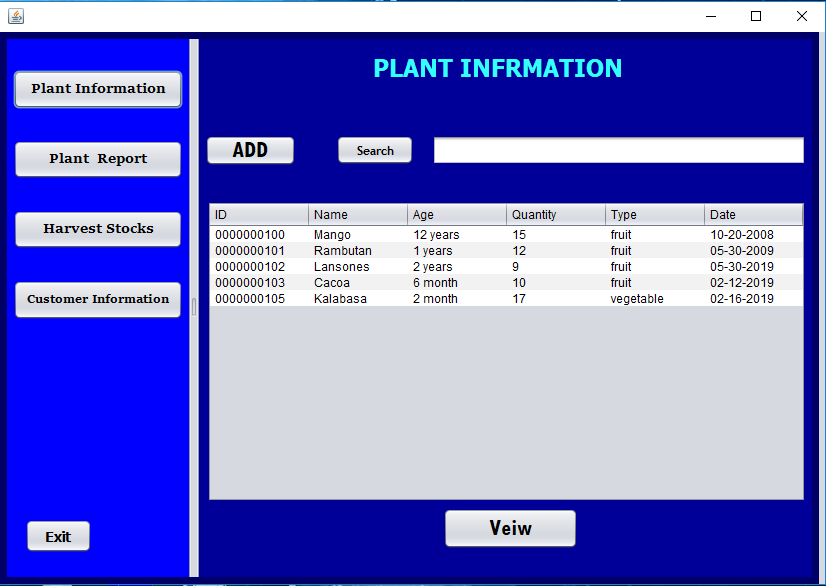 PLANT INFRMATION
Plant Information
Plant Report
Harvest Stocks
Customer Information
Exit
ADD Search
ID Name Age Quantity Type Date
0000000100 Mango 12 years 15 fruit 10-20-2008
0000000101 Rambutan 1 years 12 fruit 05-30-2009
0000000102 Lansones 2 years 9 fruit 05-30-2019
0000000103 Cacoa 6 month 10 fruit 02-12-2019
0000000105 Kalabasa 2 month 17 vegetable 02-16-2019
Veiw